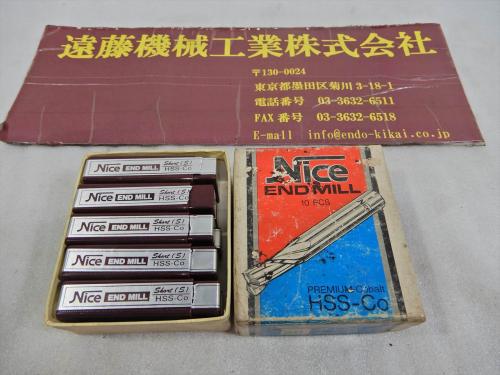 遠藤機械工業株式会社
〒130-0024
東京都墨田区菊川3-18-1
電話番号 03-3632-6511
FAX番号 03-3632-6518
E-mail info@endo-kikai.co.jp
Nice END MILL Short (S) HSS-Co
Nice END MILL Short (S) HSS-Co
Nice END MILL Short (S) HSS-Co
Nice END MILL Short (S) HSS-Co
Nice END MILL Short (S) HSS-Co
Nice
END MILL
10 PCS
PREMIUM-Cobalt
HSS-Co